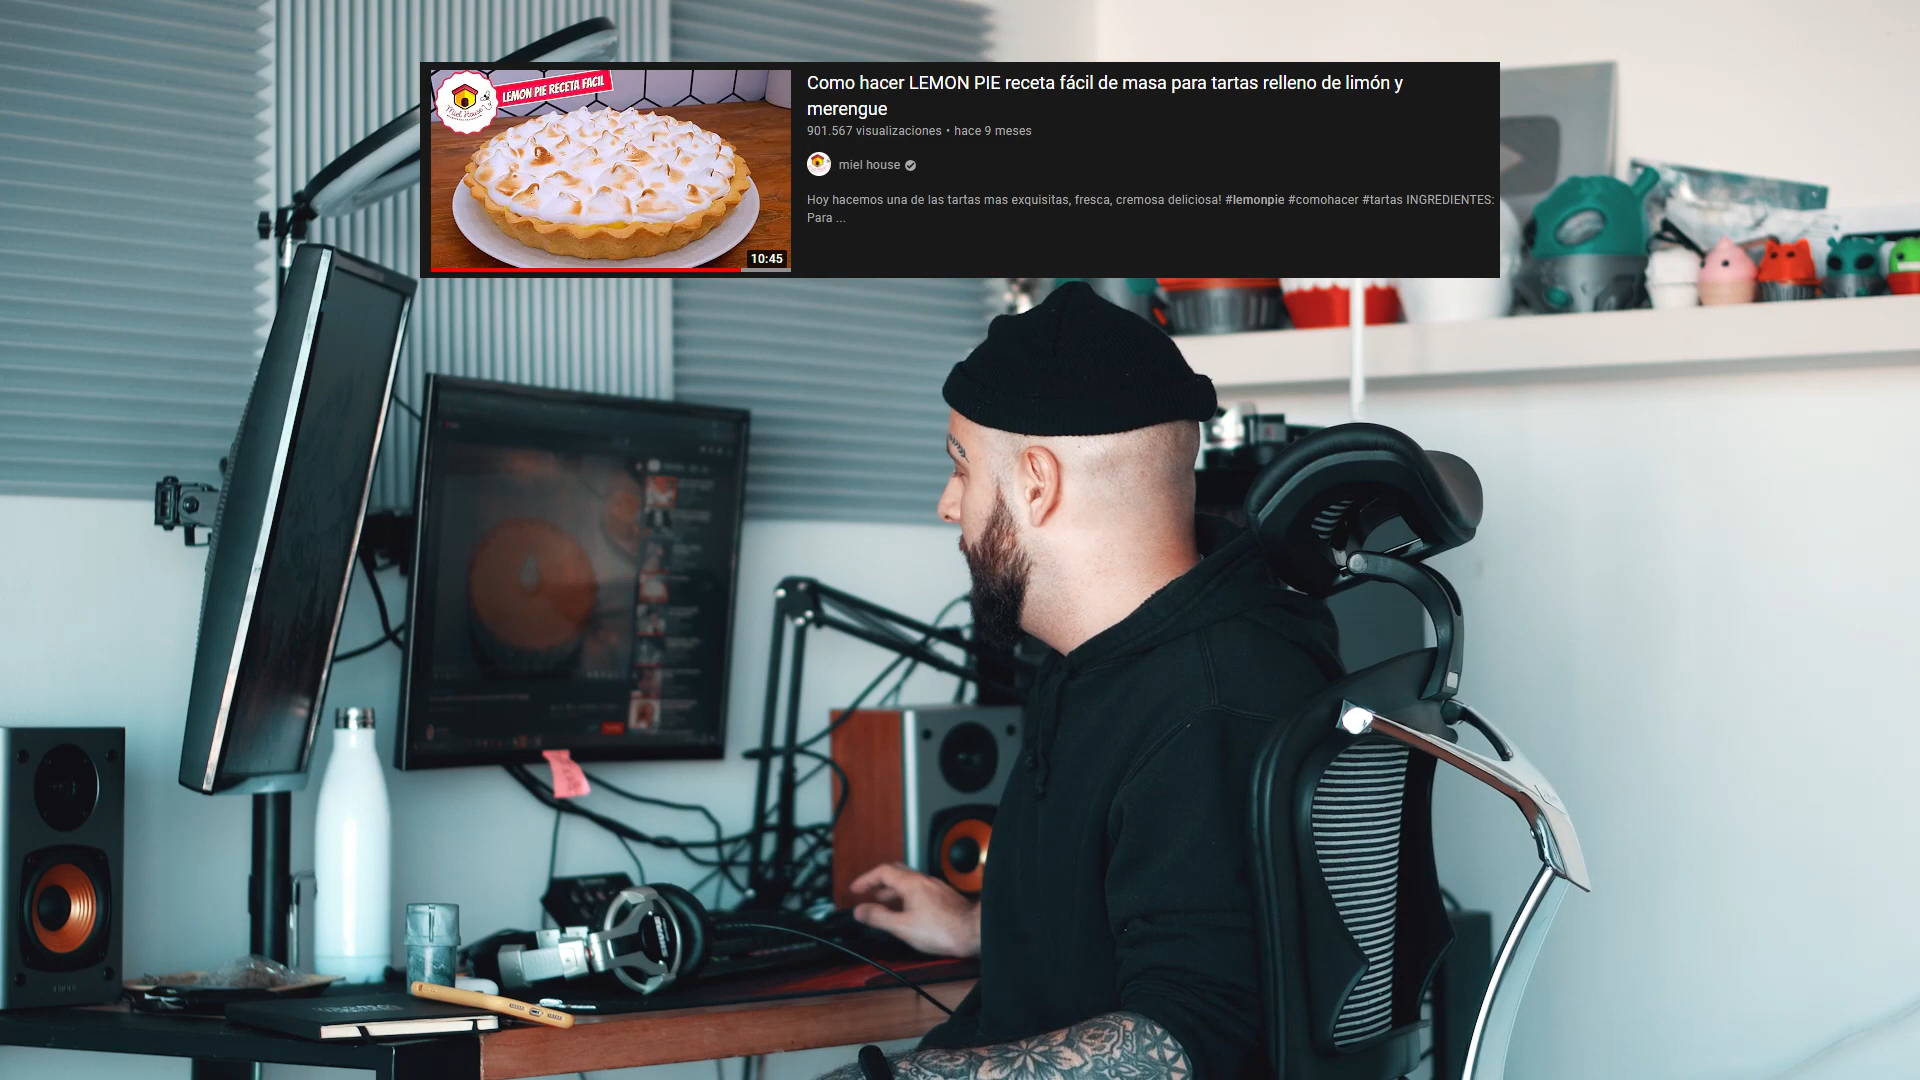 LEMON PIE RECETA FACIL
Miel House
10:45
Como hacer LEMON PIE receta fácil de masa para tartas relleno de limón y
merengue
901.567 visualizaciones • hace 9 meses
miel house
Hoy hacemos una de las tartas mas exquisitas, fresca, cremosa deliciosa! #lemonpie #comohacer #tartas INGREDIENTES:
Para ...